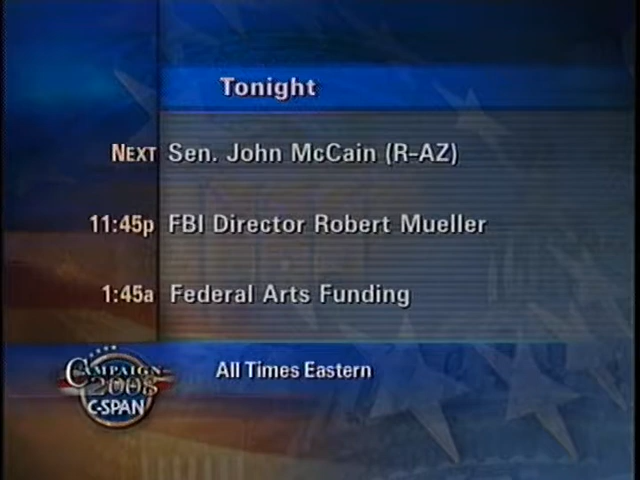 Tonight
NEXT Sen. John McCain (R-AZ)
11:45p FBI Director Robert Mueller
1:45a Federal Arts Funding
All Times Eastern
CAMPAIGN
2008
C-SPAN